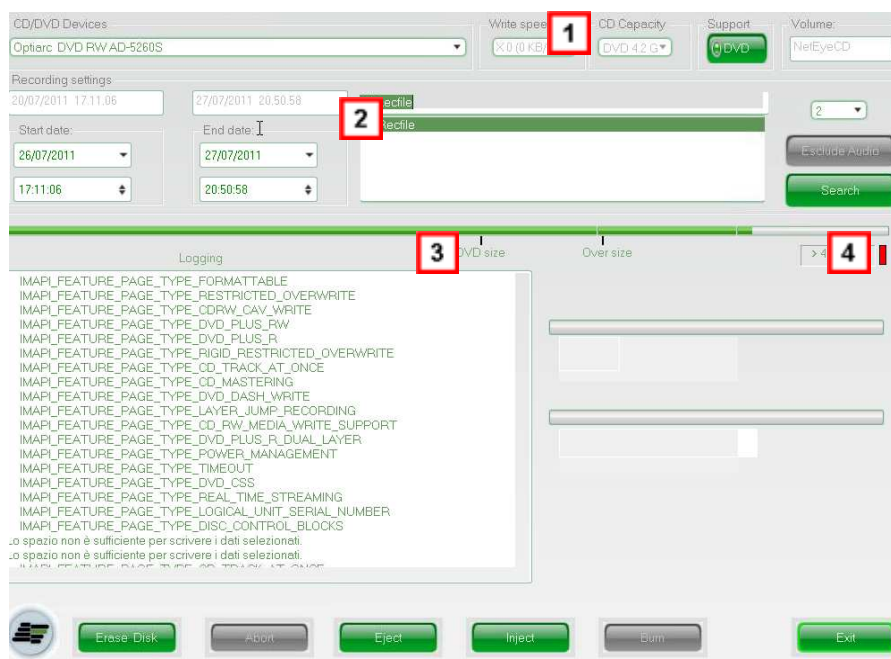 CD/DVD Devices
Write spee
1
CD Capacity
Support
Volume:
Optiarc DVD RW AD-5260S
X 0 (0 KB/
DVD 4.2 G
DVD
NetEyeCD
Recording settings
20/07/2011 17.11.06
27/07/2011 20.50.58
2
Recfile
2
Start date:
End date:
Recfile
26/07/2011
27/07/2011
Esclude Audio
17:11:06
20:50:58
Search
Logging
3
DVD size
Over size
> 4
4
IMAPI_FEATURE_PAGE_TYPE_FORMATTABLE
IMAPI_FEATURE_PAGE_TYPE_RESTRICTED_OVERWRITE
IMAPI_FEATURE_PAGE_TYPE_CDRW_CAV_WRITE
IMAPI_FEATURE_PAGE_TYPE_DVD_PLUS_RW
IMAPI_FEATURE_PAGE_TYPE_DVD_PLUS_R
IMAPI_FEATURE_PAGE_TYPE_RIGID_RESTRICTED_OVERWRITE
IMAPI_FEATURE_PAGE_TYPE_CD_TRACK_AT_ONCE
IMAPI_FEATURE_PAGE_TYPE_CD_MASTERING
IMAPI_FEATURE_PAGE_TYPE_DVD_DASH_WRITE
IMAPI_FEATURE_PAGE_TYPE_LAYER_JUMP_RECORDING
IMAPI_FEATURE_PAGE_TYPE_CD_RW_MEDIA_WRITE_SUPPORT
IMAPI_FEATURE_PAGE_TYPE_DVD_PLUS_R_DUAL_LAYER
IMAPI_FEATURE_PAGE_TYPE_POWER_MANAGEMENT
IMAPI_FEATURE_PAGE_TYPE_TIMEOUT
IMAPI_FEATURE_PAGE_TYPE_DVD_CSS
IMAPI_FEATURE_PAGE_TYPE_REAL_TIME_STREAMING
IMAPI_FEATURE_PAGE_TYPE_LOGICAL_UNIT_SERIAL_NUMBER
IMAPI_FEATURE_PAGE_TYPE_DISC_CONTROL_BLOCKS
Lo spazio non è sufficiente per scrivere i dati selezionati.
Lo spazio non è sufficiente per scrivere i dati selezionati.
IMAPI_FEATURE_PAGE_TYPE_CD_TRACK_AT_ONCE
Erase Disk
Abort
Eject
Inject
Burn
Exit